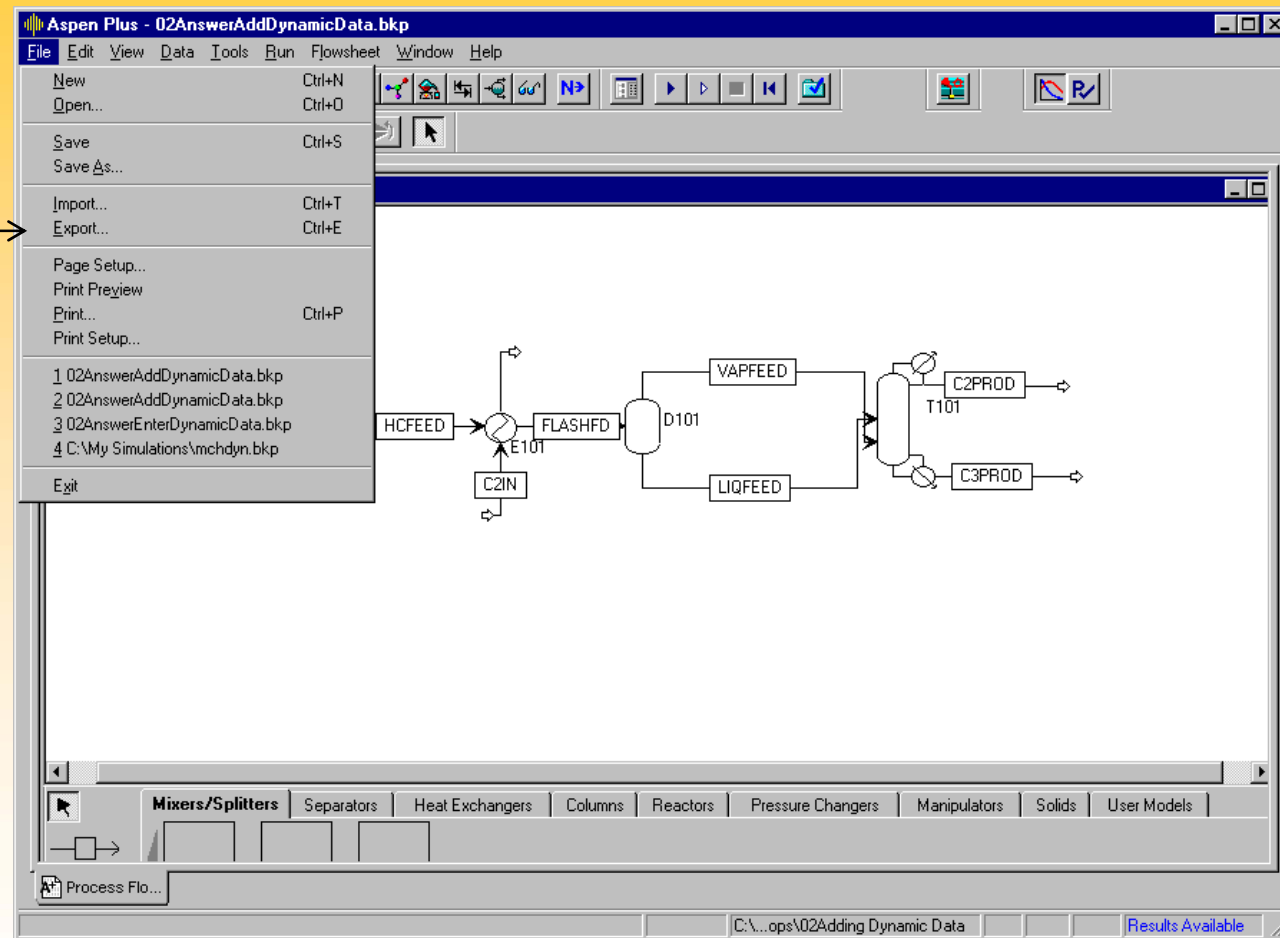 Aspen Plus - 02AnswerAddDynamicData.bkp
File Edit View Data Tools Run Flowsheet Window Help
New Ctrl+N
Open... Ctrl+O
Save Ctrl+S
Save As...
Import... Ctrl+T
Export... Ctrl+E
Page Setup...
Print Preview
Print... Ctrl+P
Print Setup...
1 02AnswerAddDynamicData.bkp
2 02AnswerAddDynamicData.bkp
3 02AnswerEnterDynamicData.bkp
4 C:\My Simulations\mchdyn.bkp
Exit
N
VAPFEED
C2PROD
T101
HCFEED
FLASHFD
D101
E101
C2IN
LIQFEED
C3PROD
Mixers/Splitters Separators Heat Exchangers Columns Reactors Pressure Changers Manipulators Solids User Models
A+ Process Flo...
C:\...ops\02Adding Dynamic Data Results Available